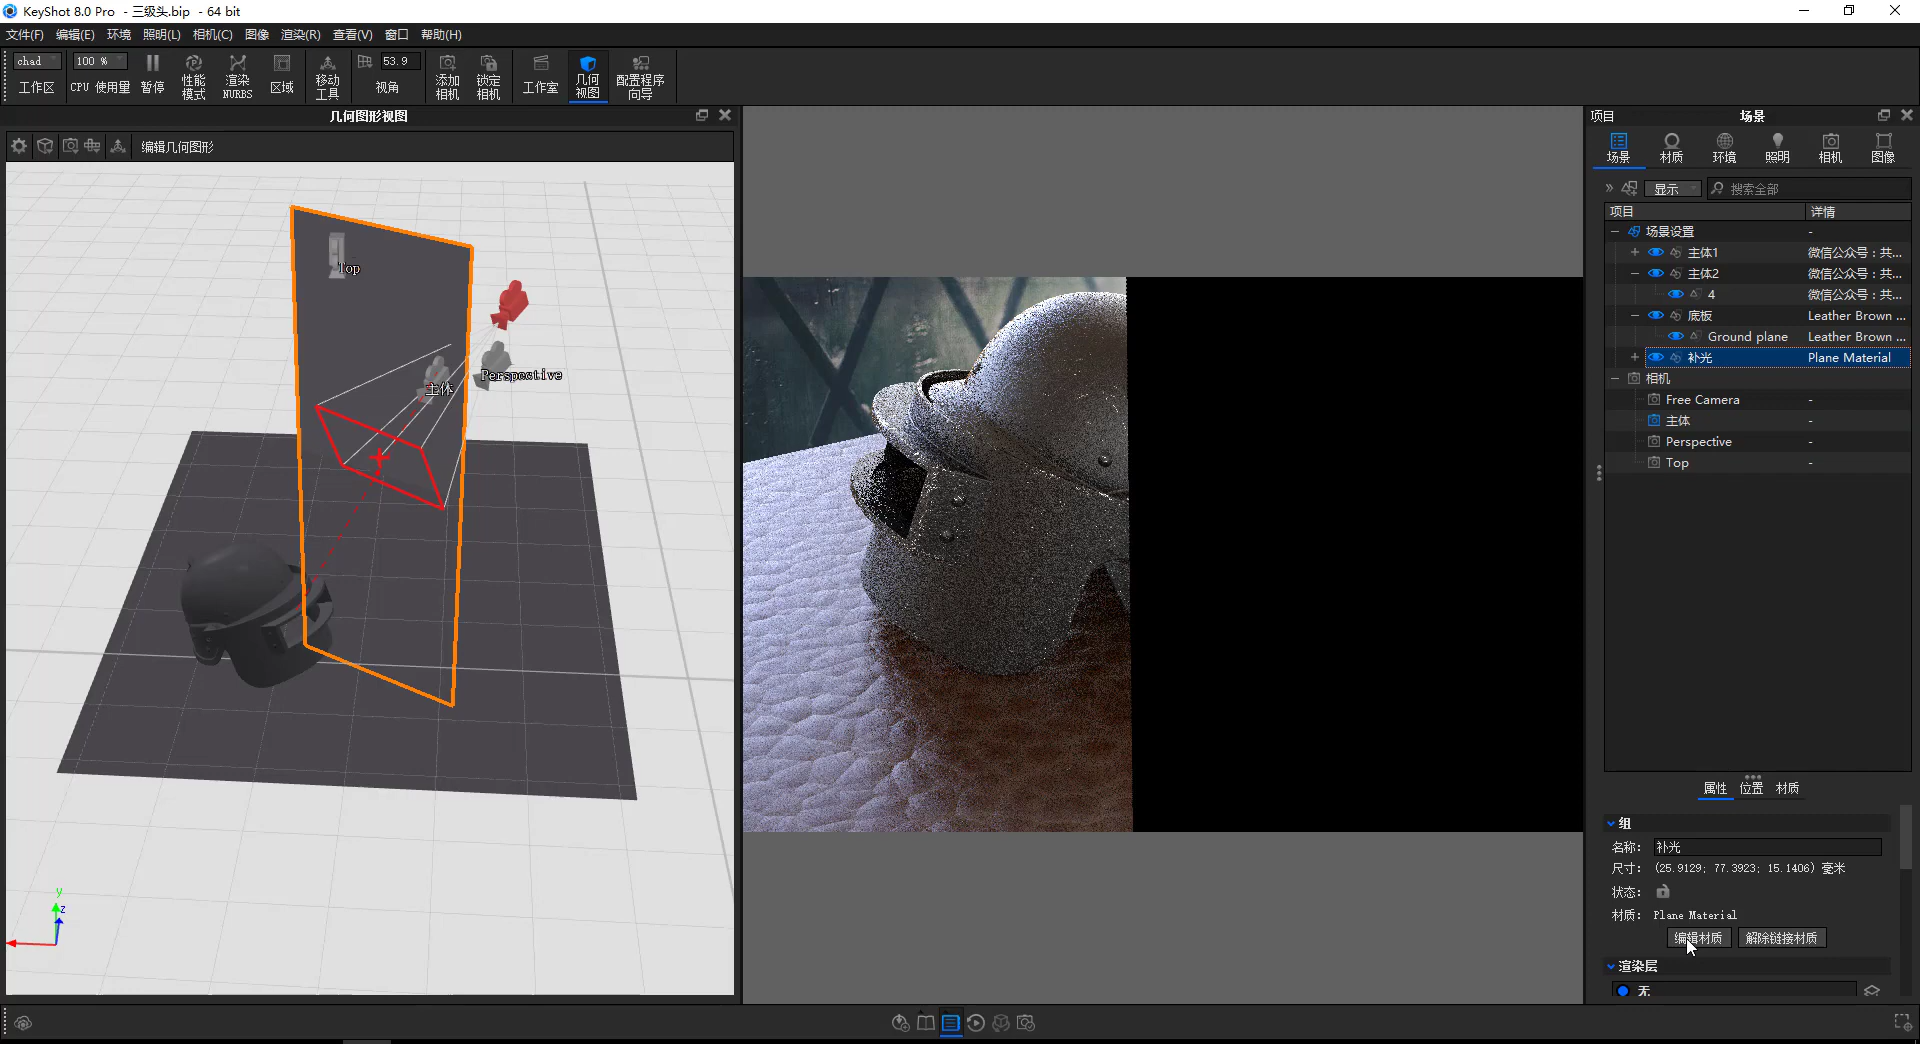 KeyShot 8.0 Pro - 三级头.bip - 64 bit
文件(F) 编辑(E) 环境 照明(L) 相机(C) 图像 渲染(R) 查看(V) 窗口 帮助(H)
chad 100 % 53.9
工作区 CPU 使用量 暂停 性能模式 渲染NURBS 区域 移动工具 视角 添加相机 锁定相机 工作室 几何视图 配置程序向导
几何图形视图
编辑几何图形
Top
主体
Perspective
y
z
项目 场景
场景 材质 环境 照明 相机 图像
显示 搜索全部
项目 详情
场景设置 -
主体1 微信公众号：共...
主体2 微信公众号：共...
4 微信公众号：共...
底板 Leather Brown ...
Ground plane Leather Brown ...
补光 Plane Material
相机
Free Camera -
主体 -
Perspective -
Top -
属性 位置 材质
组
名称: 补光
尺寸: (25.9129; 77.3923; 15.1406) 毫米
状态:
材质: Plane Material
编辑材质 解除链接材质
渲染层
无